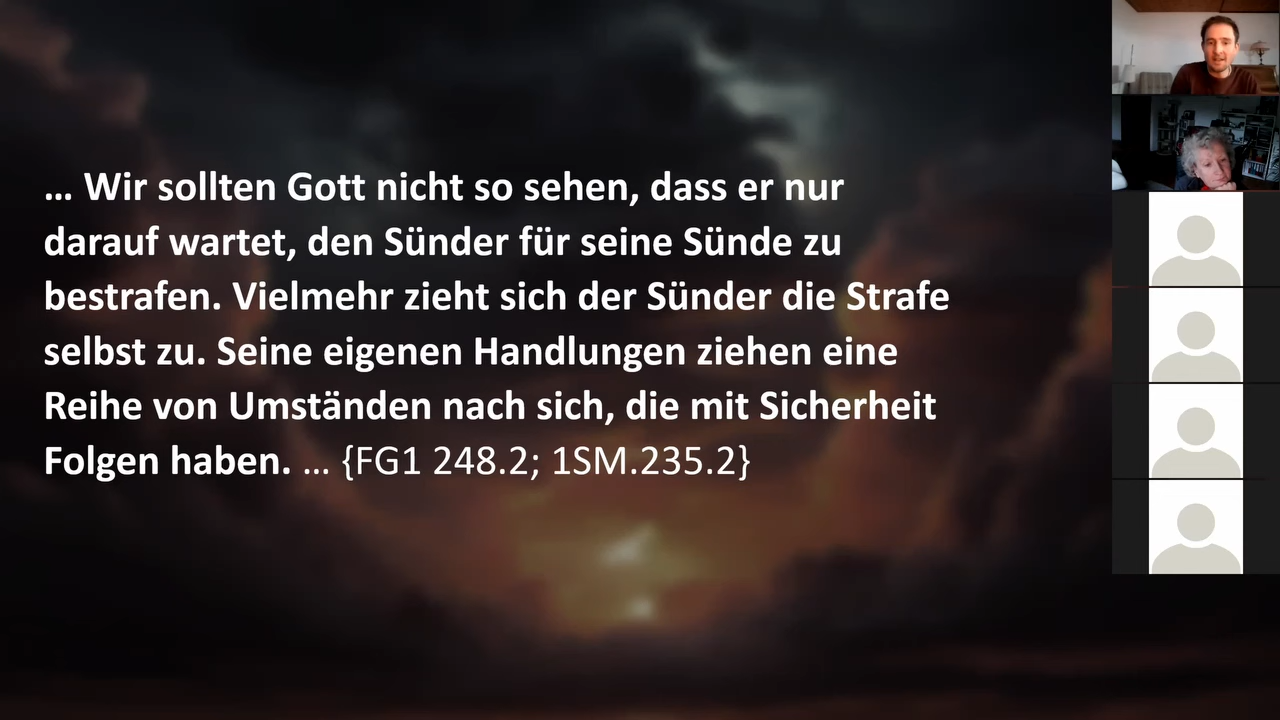 … Wir sollten Gott nicht so sehen, dass er nur
darauf wartet, den Sünder für seine Sünde zu
bestrafen. Vielmehr zieht sich der Sünder die Strafe
selbst zu. Seine eigenen Handlungen ziehen eine
Reihe von Umständen nach sich, die mit Sicherheit
Folgen haben. … {FG1 248.2; 1SM.235.2}